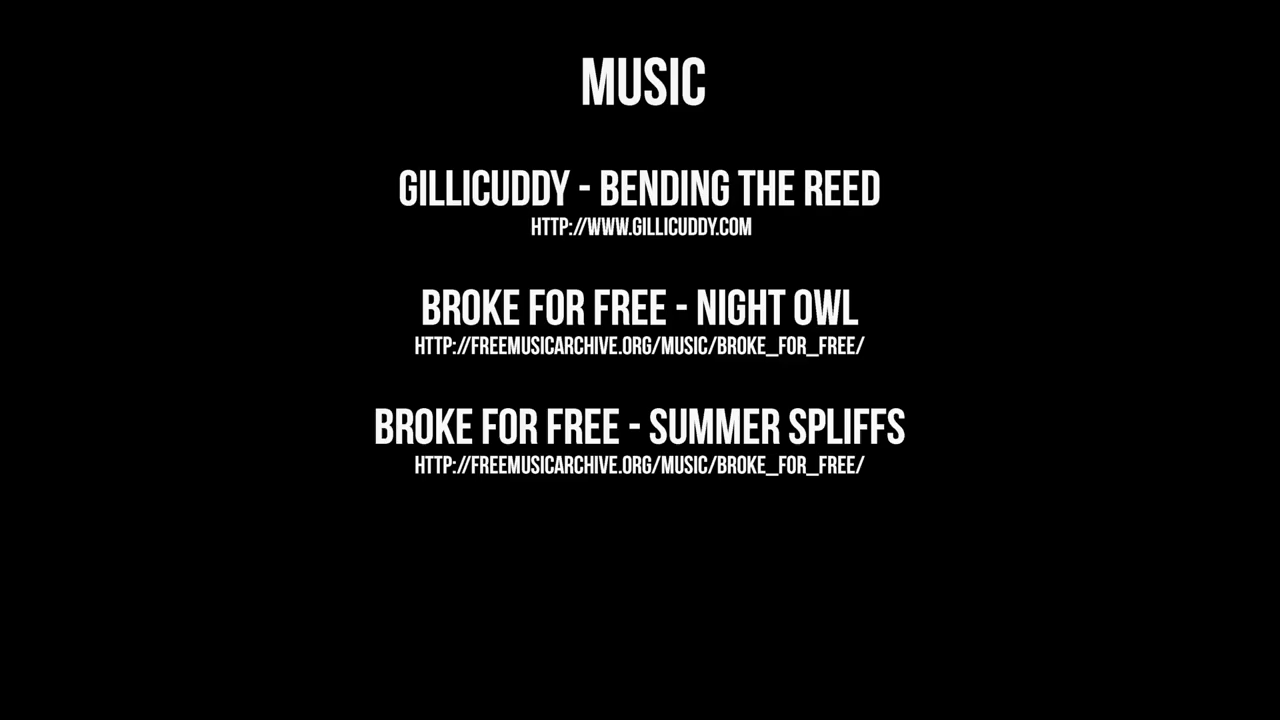 MUSIC
GILLICUDDY - BENDING THE REED
HTTP://WWW.GILLICUDDY.COM
BROKE FOR FREE - NIGHT OWL
HTTP://FREEMUSICARCHIVE.ORG/MUSIC/BROKE_FOR_FREE/
BROKE FOR FREE - SUMMER SPLIFFS
HTTP://FREEMUSICARCHIVE.ORG/MUSIC/BROKE_FOR_FREE/